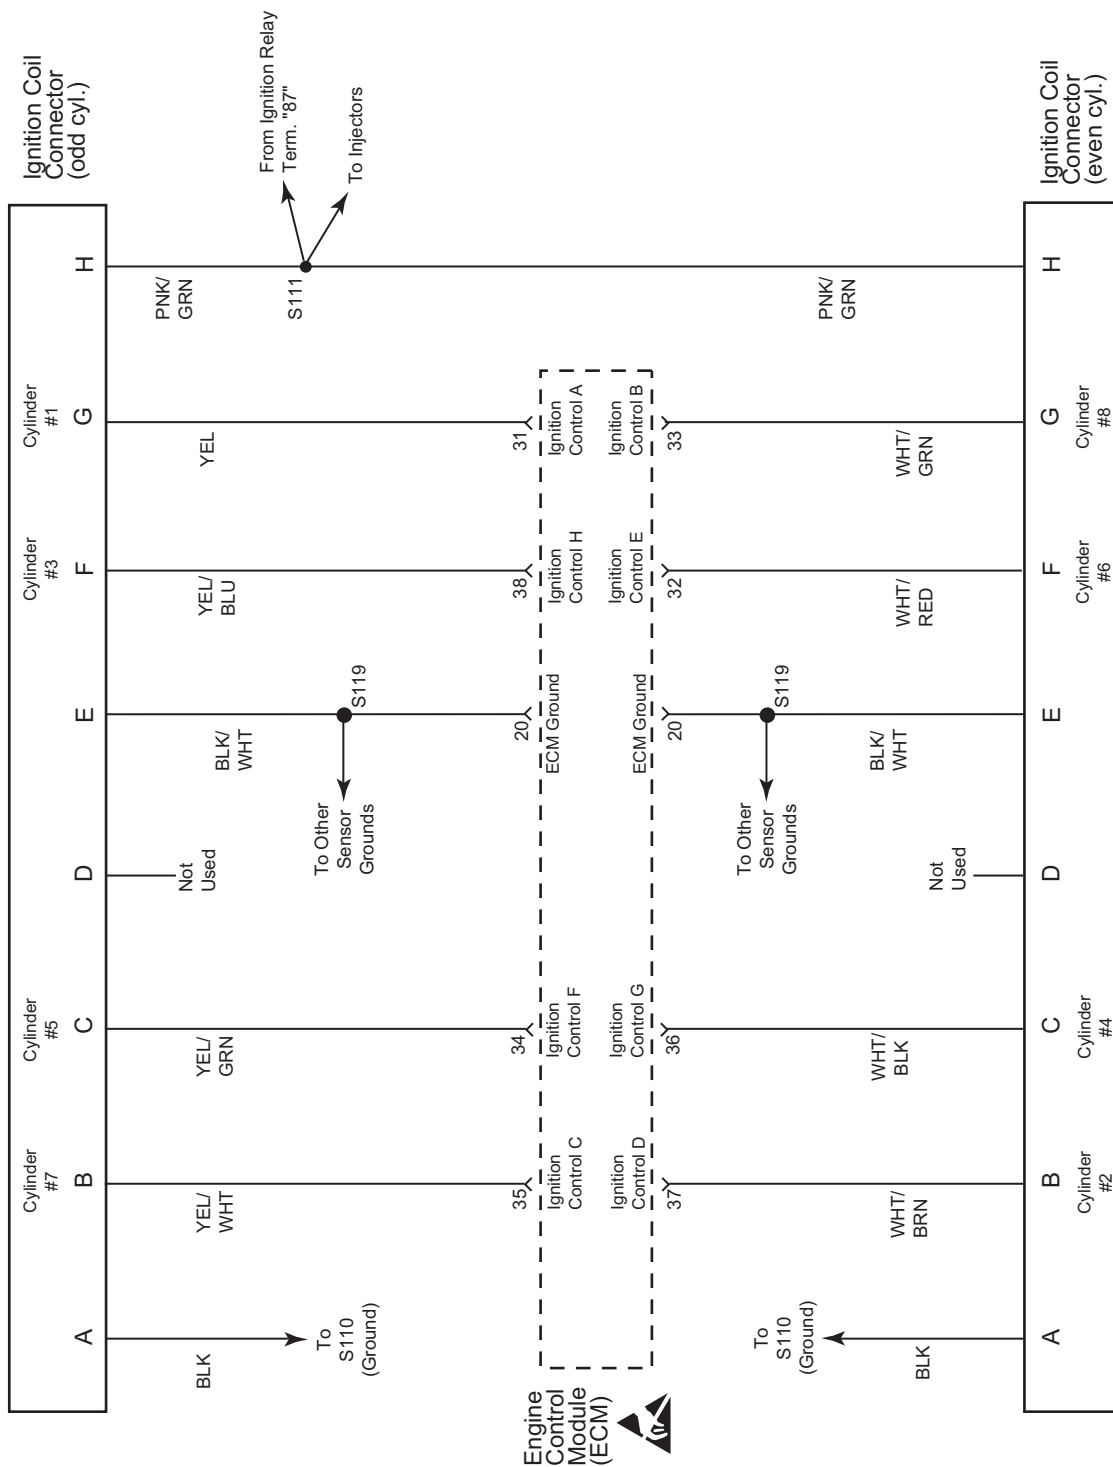 Ignition Coil
Connector
(odd cyl.)
From Ignition Relay
Term. "87"
To Injectors
Ignition Coil
Connector
(even cyl.)
H
PNK/
GRN
S111
PNK/
GRN
H
Cylinder
#1
G
YEL
31
Ignition
Control A
Ignition
Control B
33
WHT/
GRN
G
Cylinder
#8
Cylinder
#3
F
YEL/
BLU
38
Ignition
Control H
Ignition
Control E
32
WHT/
RED
F
Cylinder
#6
E
BLK/
WHT
S119
To Other
Sensor
Grounds
20
ECM Ground
ECM Ground
20
S119
To Other
Sensor
Grounds
BLK/
WHT
E
D
Not
Used
Not
Used
D
Cylinder
#5
C
YEL/
GRN
34
Ignition
Control F
Ignition
Control G
36
WHT/
BLK
C
Cylinder
#4
Cylinder
#7
B
YEL/
WHT
35
Ignition
Control C
Ignition
Control D
37
WHT/
BRN
B
Cylinder
#2
A
BLK
To
S110
(Ground)
To
S110
(Ground)
BLK
A
Engine
Control
Module
(ECM)